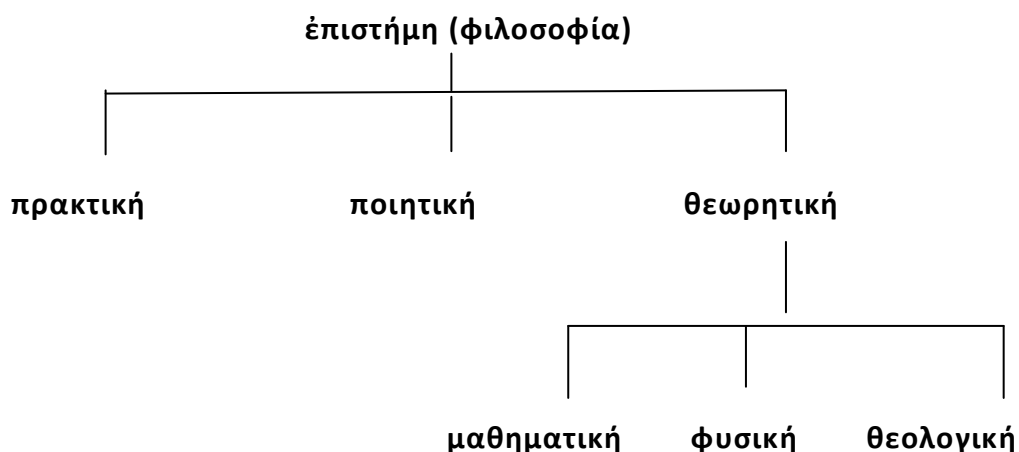 ἐπιστήμη (φιλοσοφία)
πρακτική ποιητική θεωρητική
μαθηματική φυσική θεολογική